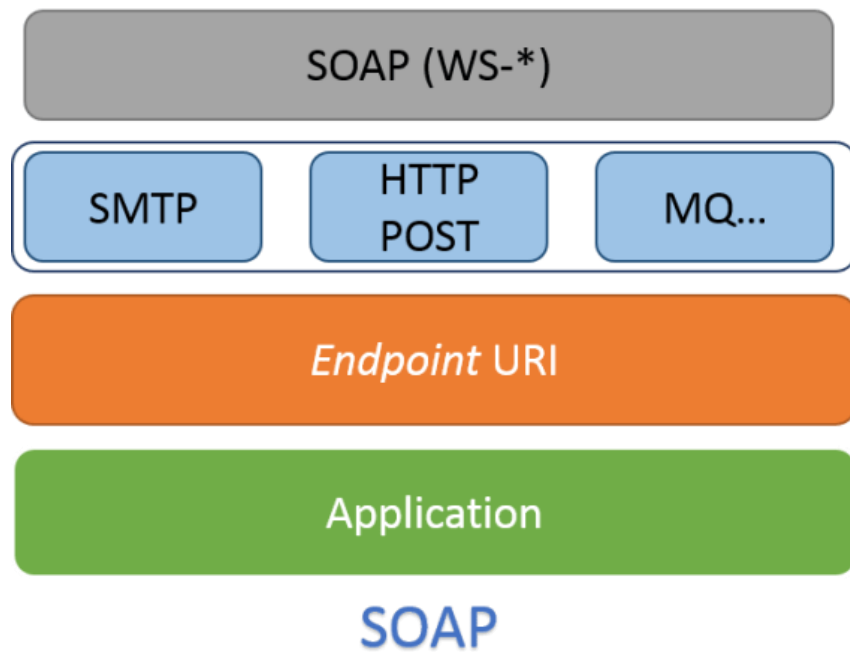 SOAP (WS-*)
SMTP
HTTP
POST
MQ...
Endpoint URI
Application
SOAP